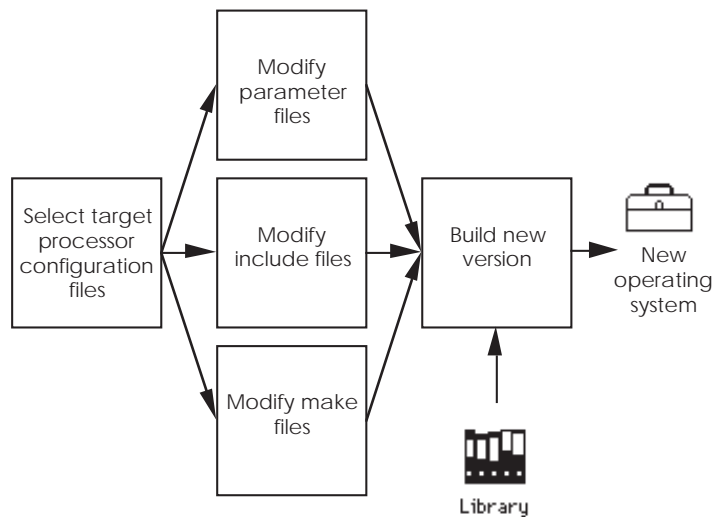 Modify
parameter
files
Select target
processor
configuration
files
Modify
include files
Build new
version
New
operating
system
Modify make
files
Library